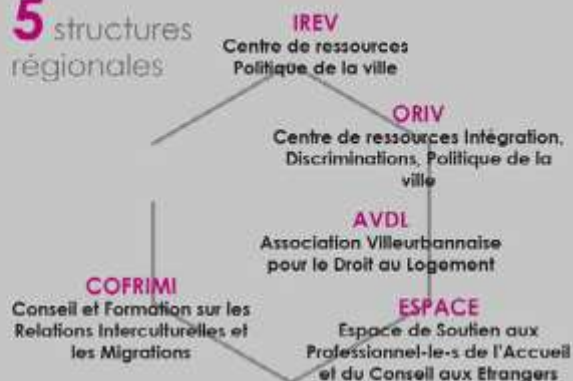 5 structures
régionales
IREV
Centre de ressources
Politique de la ville
ORIV
Centre de ressources Intégration,
Discriminations, Politique de la
ville
AVDL
Association Villeurbannaise
pour le Droit au Logement
COFRIMI
Conseil et Formation sur les
Relations Interculturelles et
les Migrations
ESPACE
Espace de Soutien aux
Professionnel-le-s de l'Accueil
et du Conseil aux Etrangers